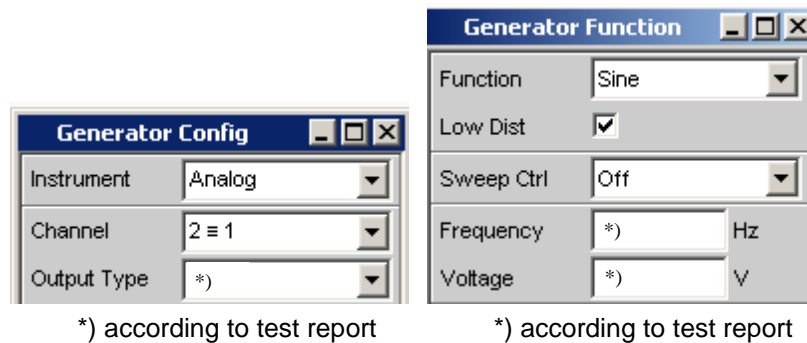 Generator Config
Instrument Analog
Channel 2 ≡ 1
Output Type *)
*) according to test report
Generator Function
Function Sine
Low Dist
Sweep Ctrl Off
Frequency *) Hz
Voltage *) V
*) according to test report